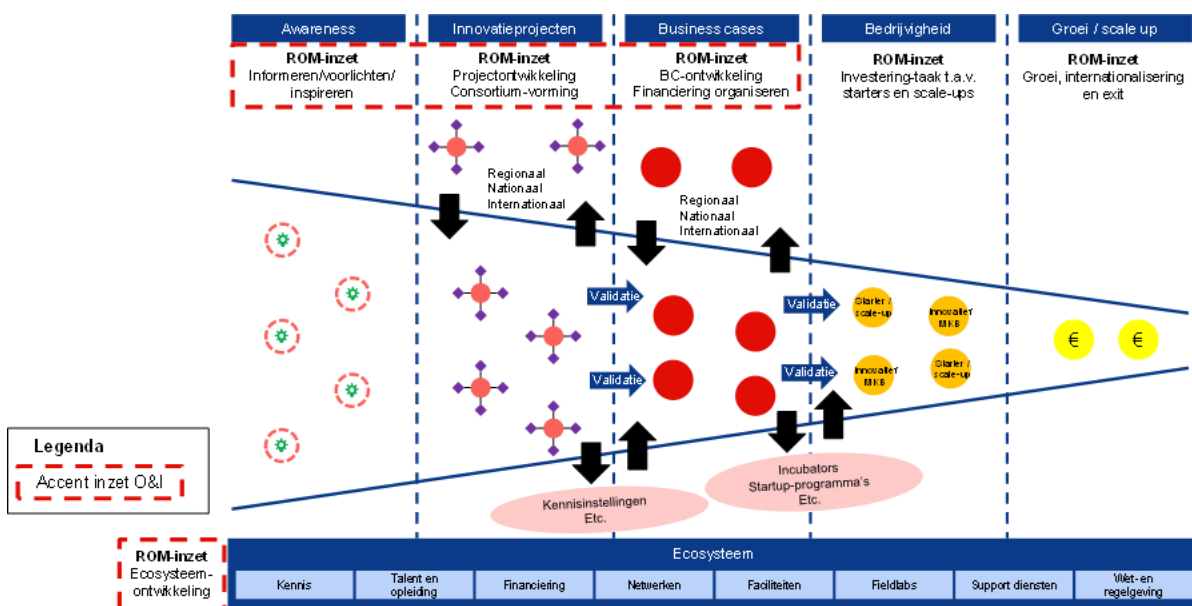 Awareness
Innovatieprojecten
Business cases
Bedrijvigheid
Groei / scale up
ROM-inzet
Informeren/voorlichten/
inspireren
ROM-inzet
Projectontwikkeling
Consortium-vorming
ROM-inzet
BC-ontwikkeling
Financiering organiseren
ROM-inzet
Investering-taak t.a.v.
starters en scale-ups
ROM-inzet
Groei, internationalisering
en exit
Regionaal
Nationaal
Internationaal
Regionaal
Nationaal
Internationaal
Validatie
Validatie
Starter /
scale-up
Innovatief
MKB
€
€
Validatie
Validatie
Innovatief
MKB
Starter /
scale-up
Legenda
Accent inzet O&I
Kennisinstellingen
Etc.
Incubators
Startup-programma's
Etc.
ROM-inzet
Ecosysteem-
ontwikkeling
Ecosysteem
Kennis
Talent en
opleiding
Financiering
Netwerken
Faciliteiten
Fieldlabs
Support diensten
Wet- en
regelgeving